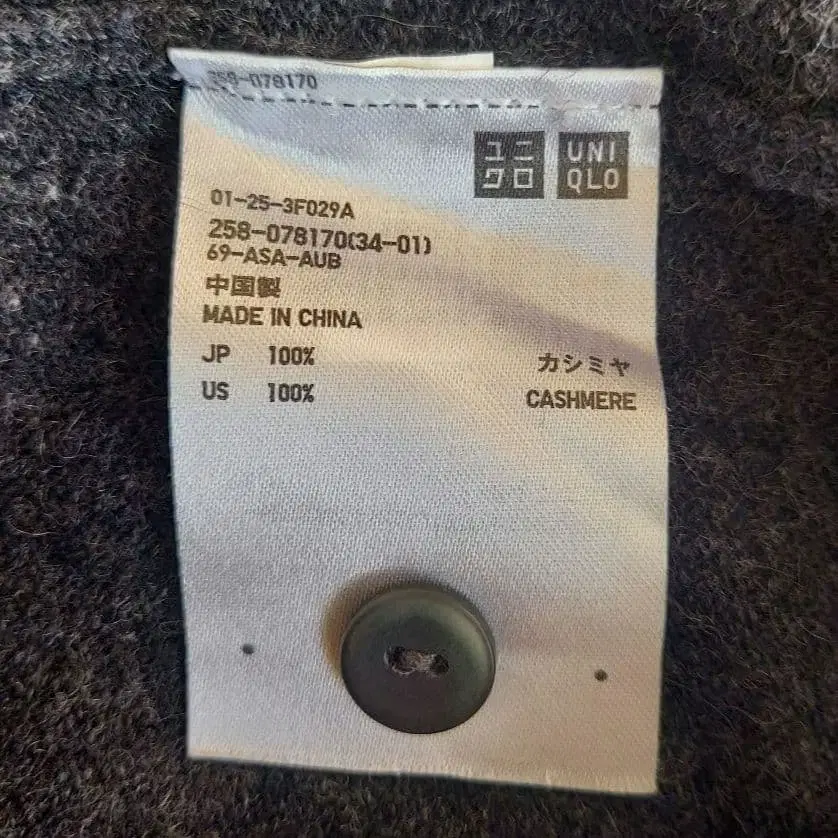 258-078170
ユニ UNI
クロ QLO
01-25-3F029A
258-078170(34-01)
69-ASA-AUB
中国製
MADE IN CHINA
JP 100% カシミヤ
US 100% CASHMERE